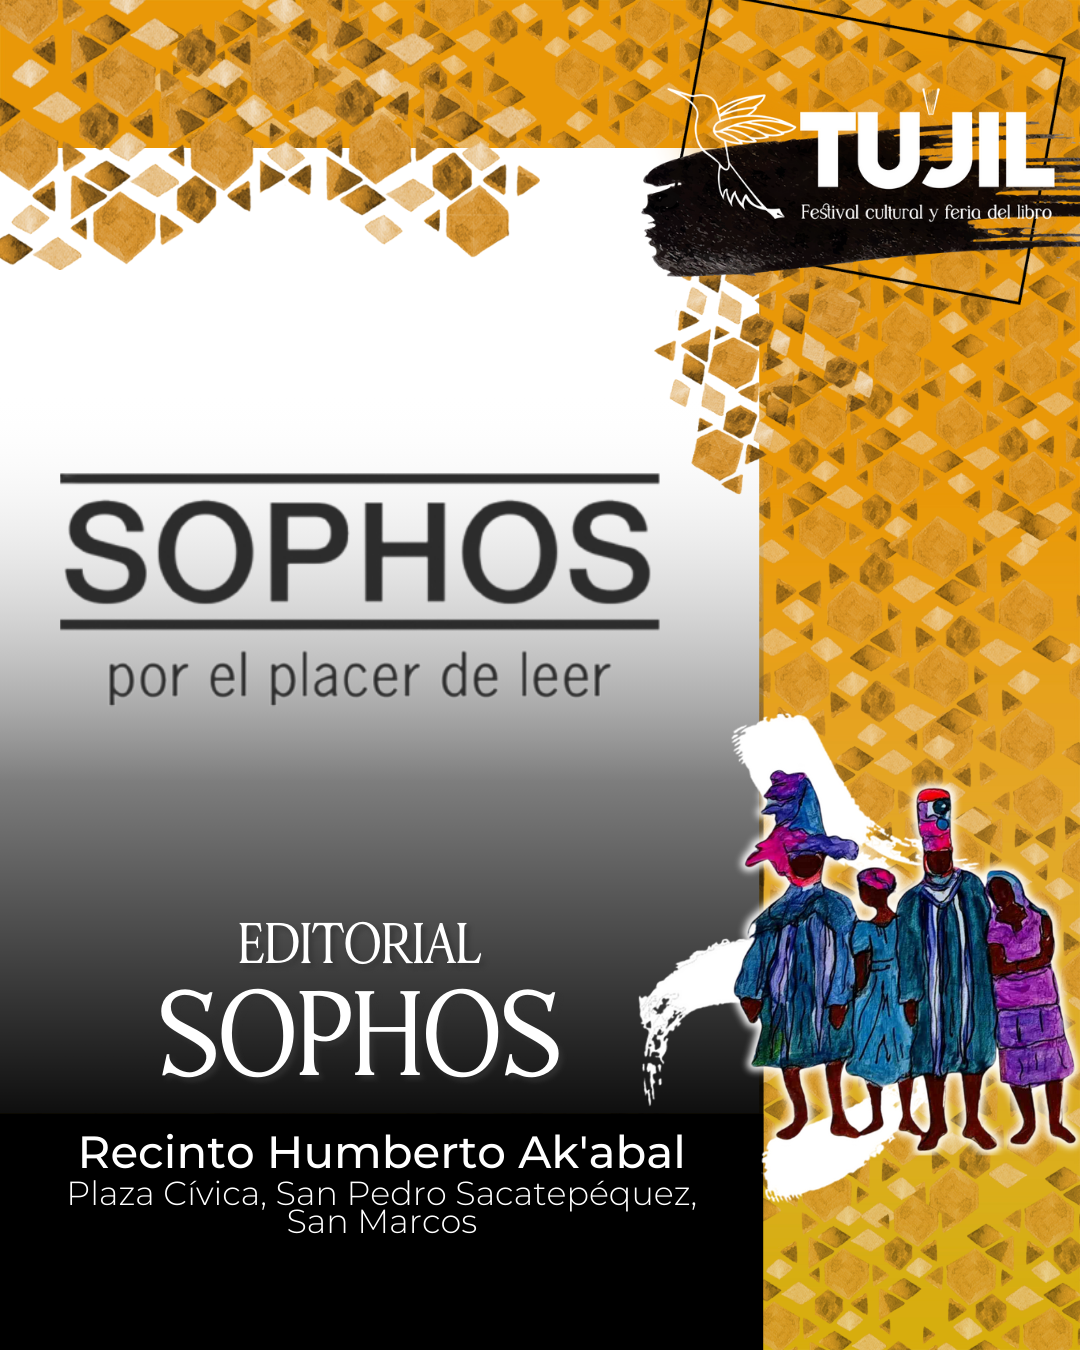 TUJIL
Festival cultural y feria del libro
SOPHOS
por el placer de leer
EDITORIAL
SOPHOS
Recinto Humberto Ak'abal
Plaza Cívica, San Pedro Sacatepéquez,
San Marcos